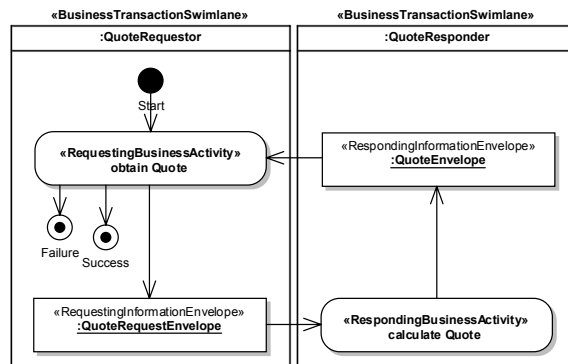 «BusinessTransactionSwimlane»
:QuoteRequestor
Start
«RequestingBusinessActivity»
obtain Quote
Failure
Success
«RequestingInformationEnvelope»
:QuoteRequestEnvelope
«BusinessTransactionSwimlane»
:QuoteResponder
«RespondingInformationEnvelope»
:QuoteEnvelope
«RespondingBusinessActivity»
calculate Quote